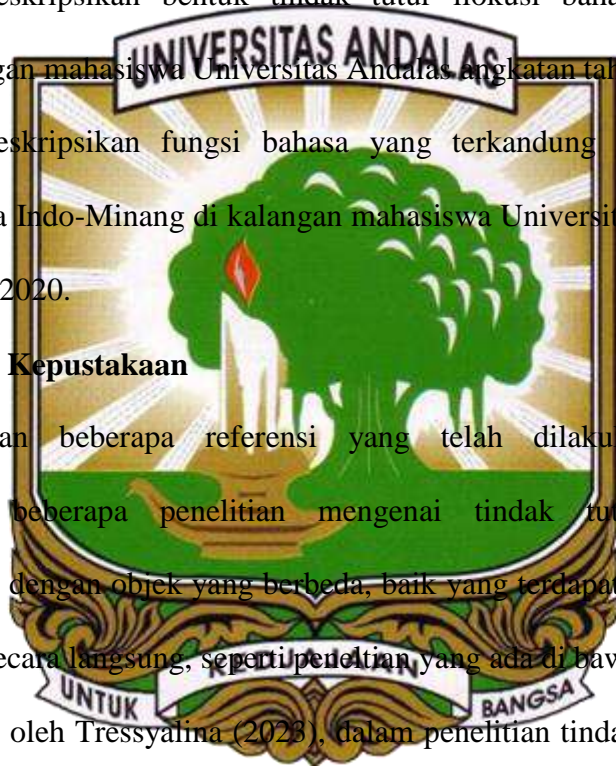 eskripsikan bentuk tindak tutur ilokusi baha
UNIVERSITAS ANDALAS
gan mahasiswa Universitas Andalas angkatan tah
eskripsikan fungsi bahasa yang terkandung
a Indo-Minang di kalangan mahasiswa Universit
2020.
Kepustakaan
an beberapa referensi yang telah dilaku
beberapa penelitian mengenai tindak tut
dengan objek yang berbeda, baik yang terdapat
ecara langsung, seperti peneltian yang ada di baw
KEDJAJAAN
UNTUK BANGSA
oleh Tressyalina (2023), dalam penelitian tinda